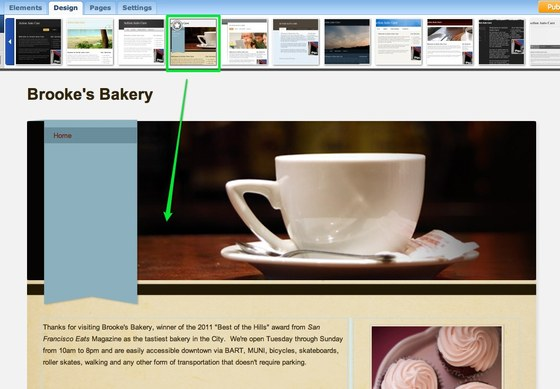 Elements Design Pages Settings
Pub
Brooke's Bakery
Home
Thanks for visiting Brooke's Bakery, winner of the 2011 "Best of the Hills" award from San
Francisco Eats Magazine as the tastiest bakery in the City.  We're open Tuesday through Sunday
from 10am to 8pm and are easily accessible downtown via BART, MUNI, bicycles, skateboards,
roller skates, walking and any other form of transportation that doesn't require parking.